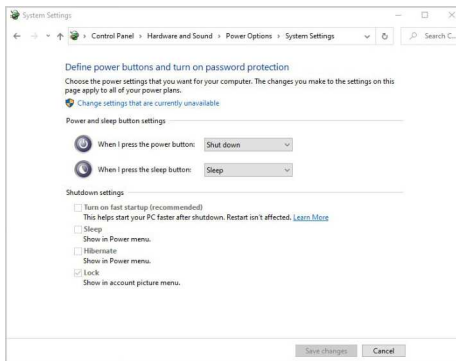 System Settings
Control Panel > Hardware and Sound > Power Options > System Settings
Search C...
Define power buttons and turn on password protection
Choose the power settings that you want for your computer. The changes you make to the settings on this
page apply to all of your power plans.
Change settings that are currently unavailable
Power and sleep button settings
When I press the power button: Shut down
When I press the sleep button: Sleep
Shutdown settings
Turn on fast startup (recommended)
This helps start your PC faster after shutdown. Restart isn't affected. Learn More
Sleep
Show in Power menu.
Hibernate
Show in Power menu.
Lock
Show in account picture menu.
Save changes
Cancel